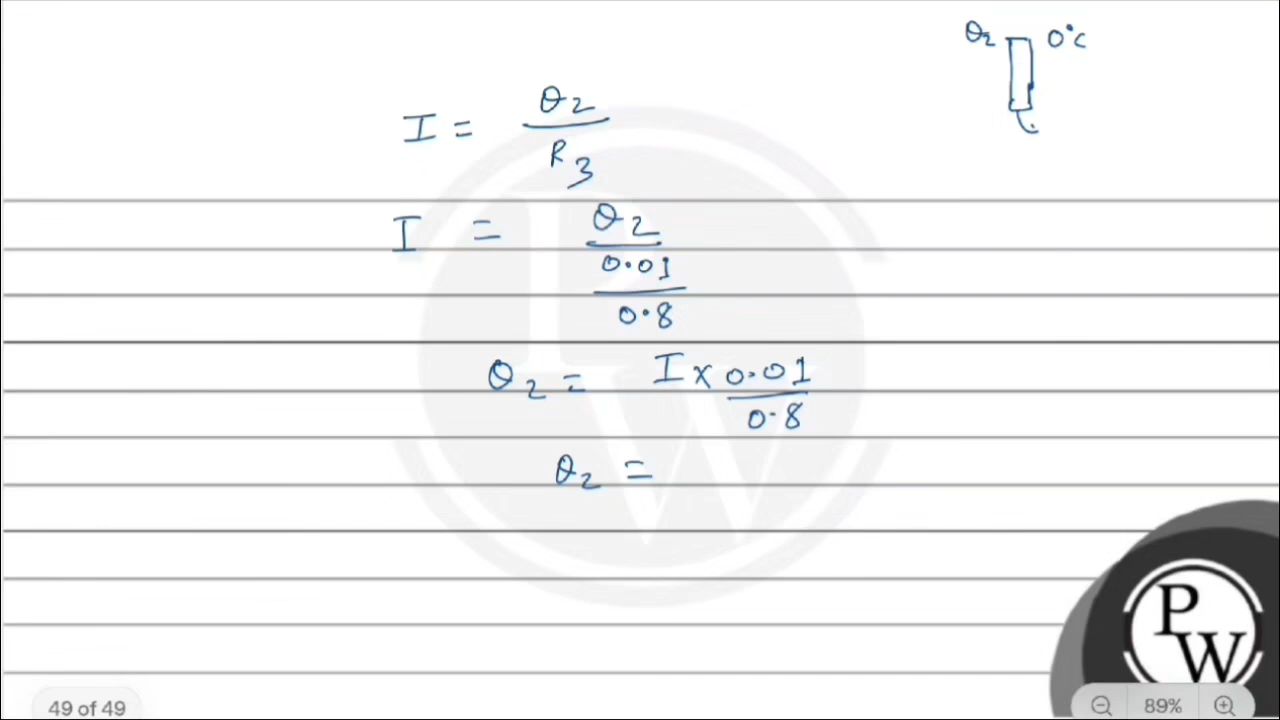 θ₂ 0°C
I = θ₂ / R₃
I = θ₂ / (0.01 / 0.8)
θ₂ = I × 0.01 / 0.8
θ₂ =
PW
PW
49 of 49
89%